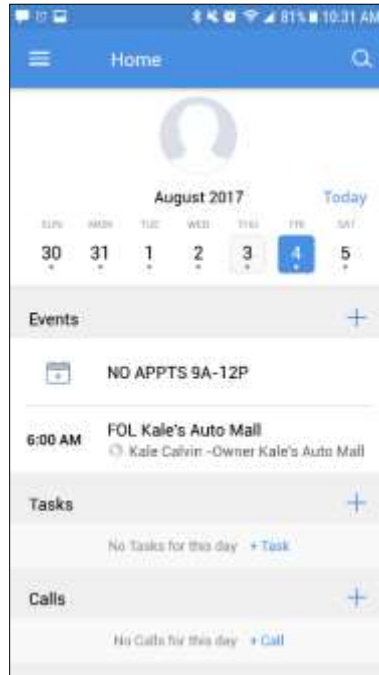 81% 10:31 AM
Home
August 2017 Today
SUN MON TUE WED THU FRI SAT
30 31 1 2 3 4 5
Events +
NO APPTS 9A-12P
6:00 AM FOL Kale's Auto Mall
Kale Calvin -Owner Kale's Auto Mall
Tasks +
No Tasks for this day + Task
Calls +
No Calls for this day + Call